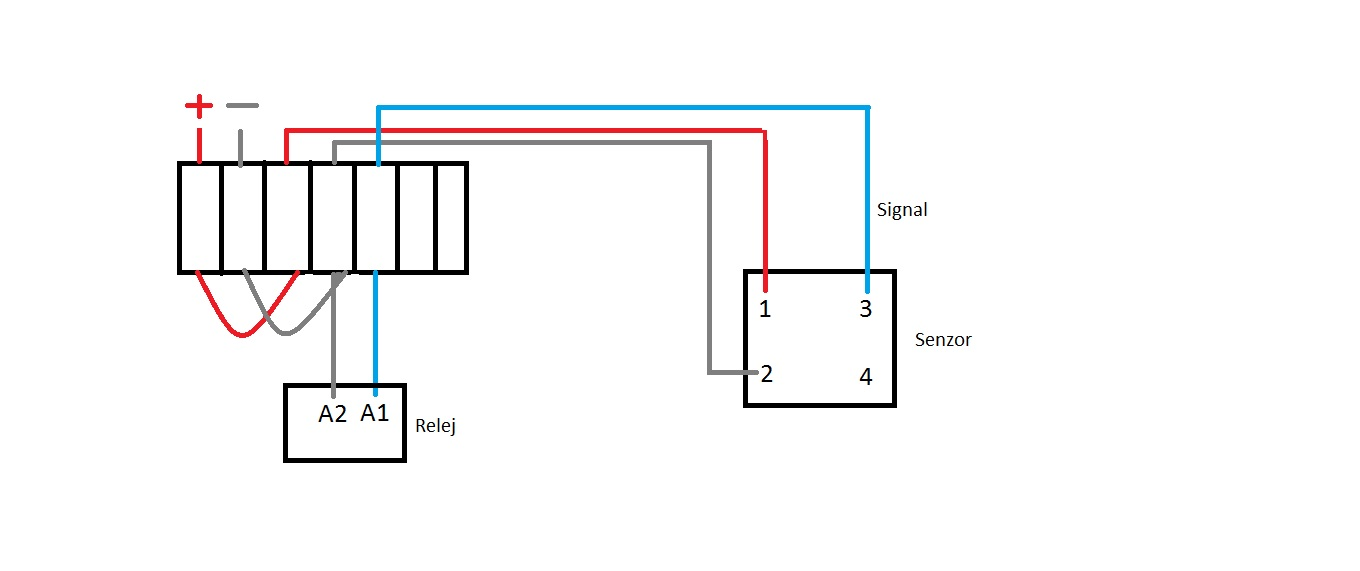 + —
Signal
1 3
Senzor
2 4
A2 A1
Relej